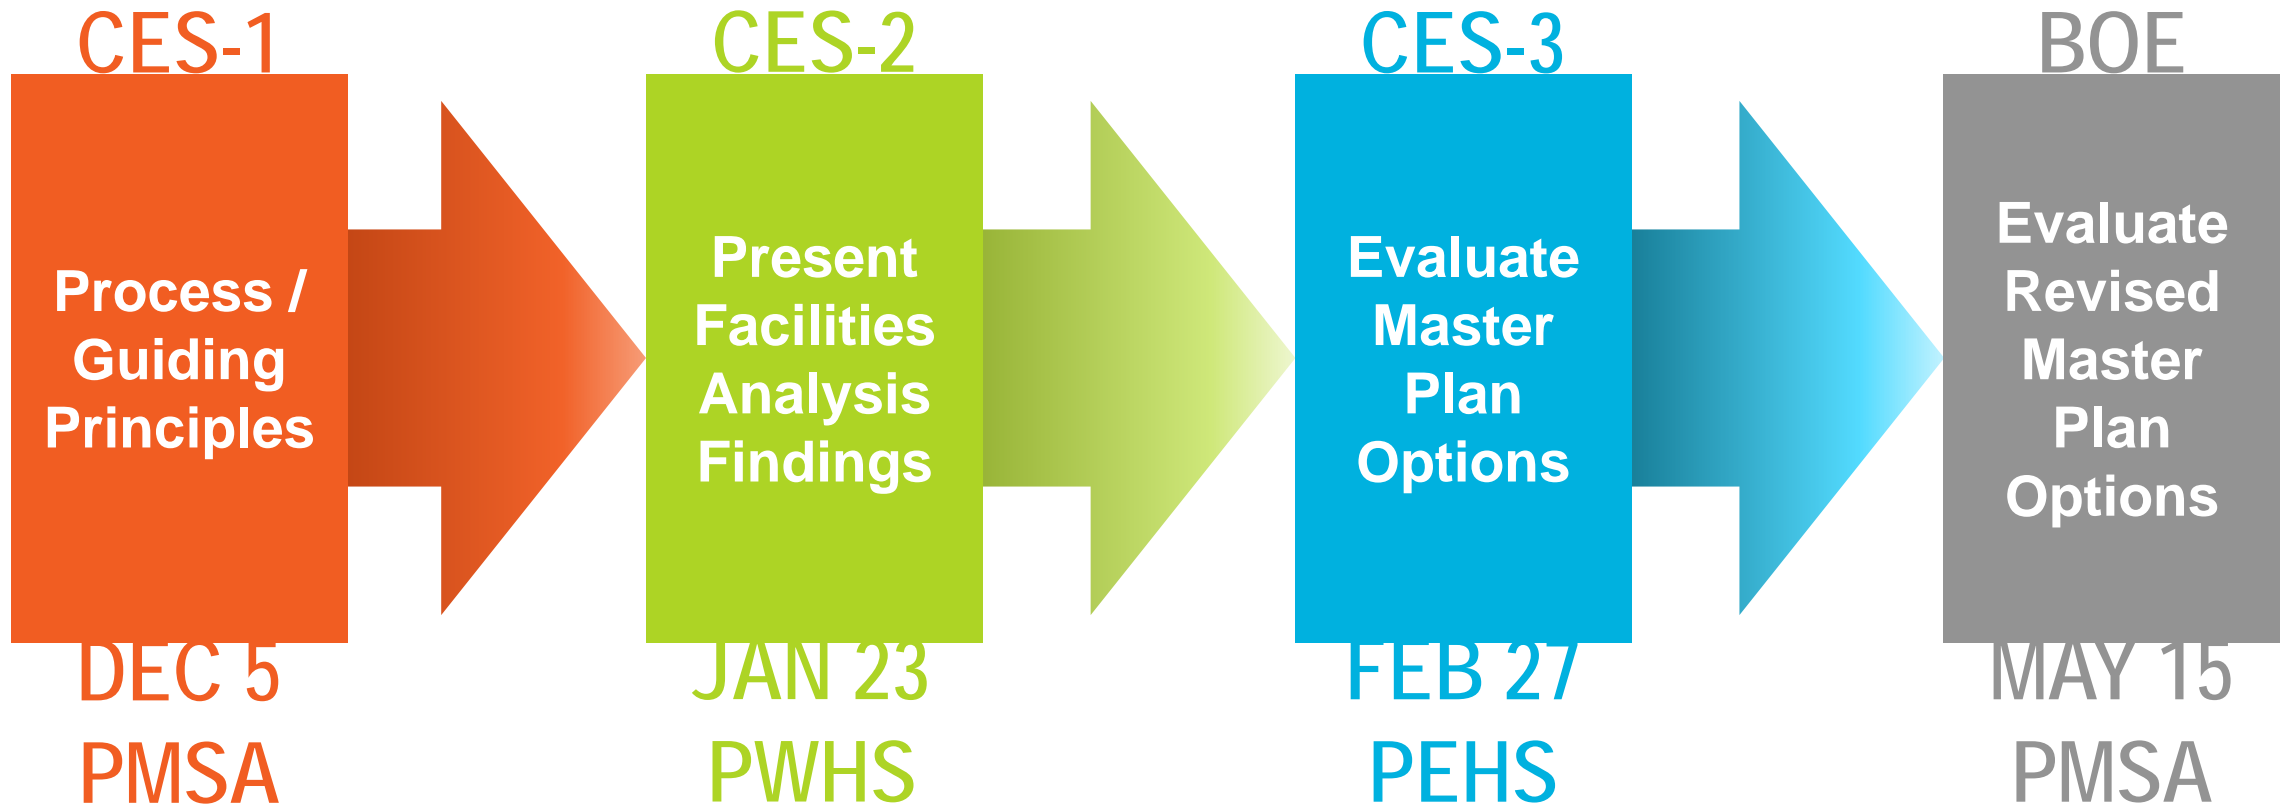 CES-1
Process /
Guiding
Principles
DEC 5
PMSA
CES-2
Present
Facilities
Analysis
Findings
JAN 23
PWHS
CES-3
Evaluate
Master
Plan
Options
FEB 27
PEHS
BOE
Evaluate
Revised
Master
Plan
Options
MAY 15
PMSA